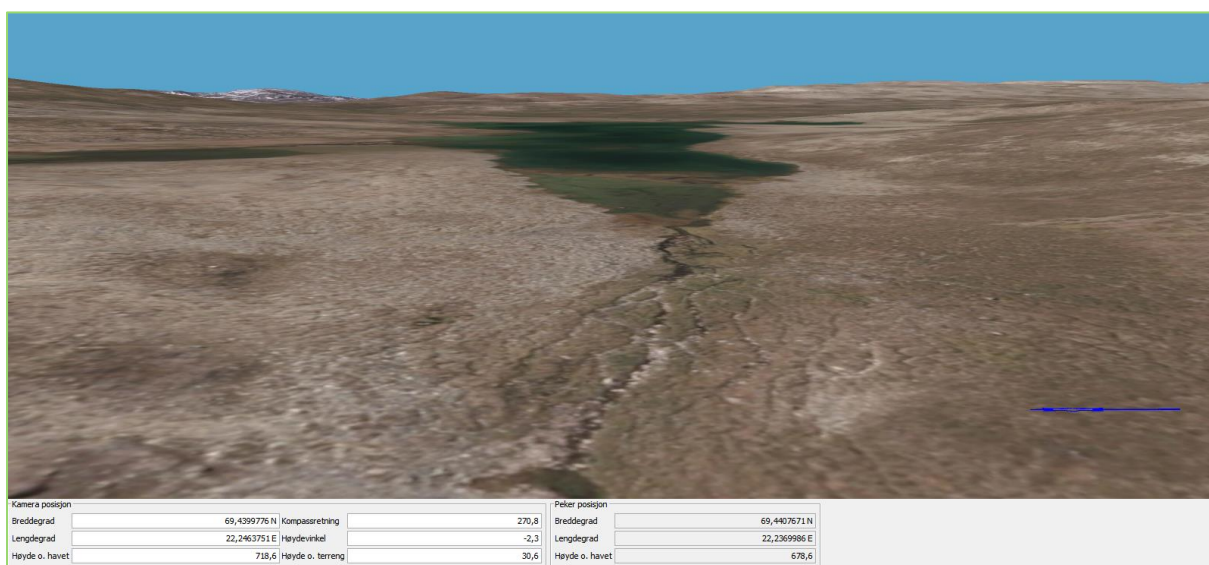 Kamera posisjon Peker posisjon
Breddegrad 69,4399776 N Kompassretning 270,8 Breddegrad 69,4407671 N
Lengdegrad 22,2463751 E Høydevinkel -2,3 Lengdegrad 22,2369986 E
Høyde o. havet 718,6 Høyde o. terreng 30,6 Høyde o. havet 678,6